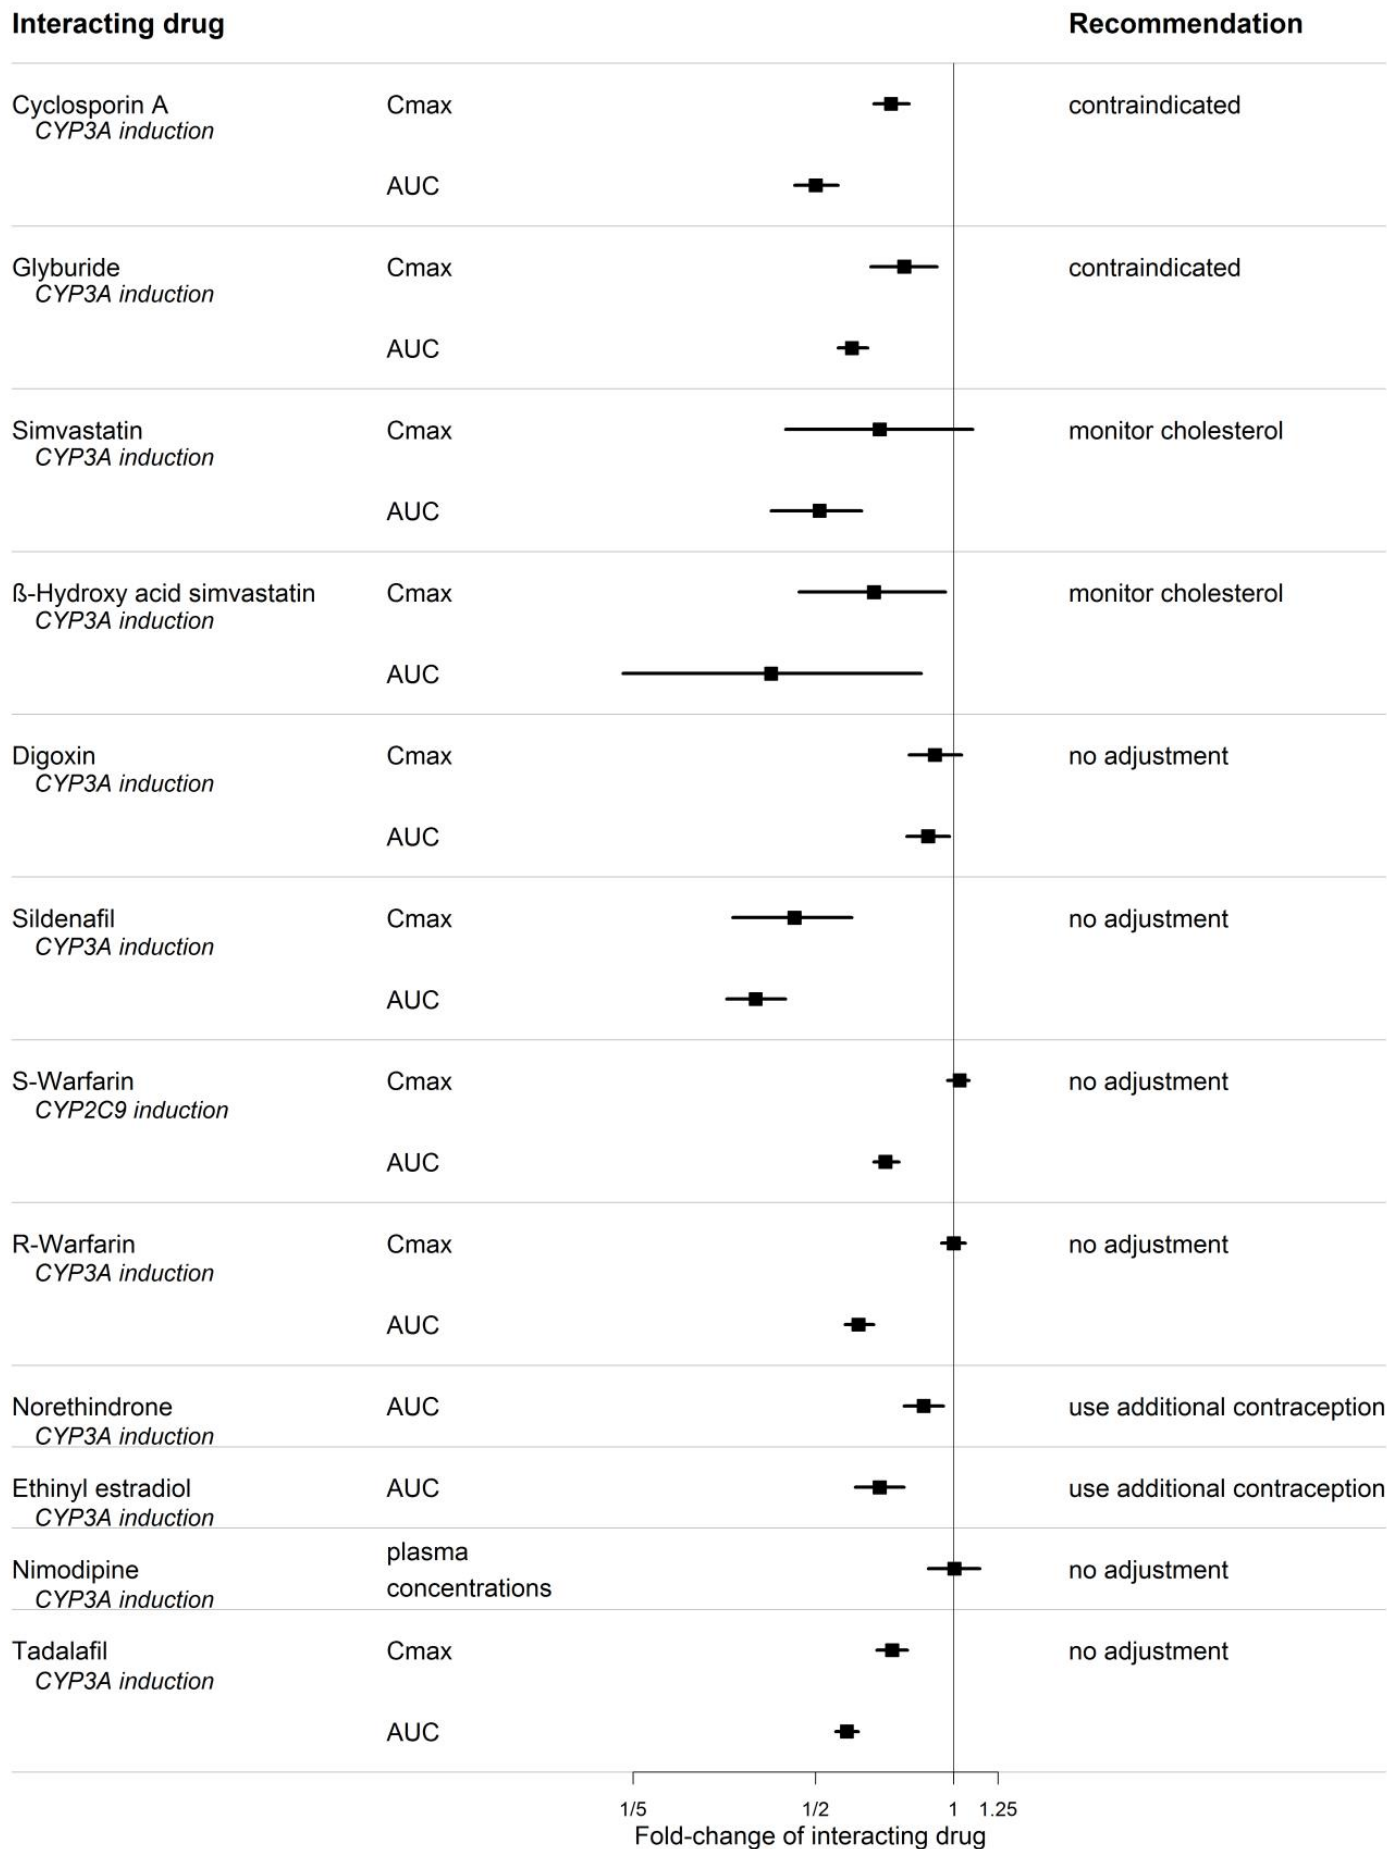 Interacting drug Recommendation
Cyclosporin A Cmax contraindicated
CYP3A induction
AUC
Glyburide Cmax contraindicated
CYP3A induction
AUC
Simvastatin Cmax monitor cholesterol
CYP3A induction
AUC
ß-Hydroxy acid simvastatin Cmax monitor cholesterol
CYP3A induction
AUC
Digoxin Cmax no adjustment
CYP3A induction
AUC
Sildenafil Cmax no adjustment
CYP3A induction
AUC
S-Warfarin Cmax no adjustment
CYP2C9 induction
AUC
R-Warfarin Cmax no adjustment
CYP3A induction
AUC
Norethindrone AUC use additional contraception
CYP3A induction
Ethinyl estradiol AUC use additional contraception
CYP3A induction
Nimodipine plasma concentrations no adjustment
CYP3A induction
Tadalafil Cmax no adjustment
CYP3A induction
AUC
1/5 1/2 1 1.25
Fold-change of interacting drug